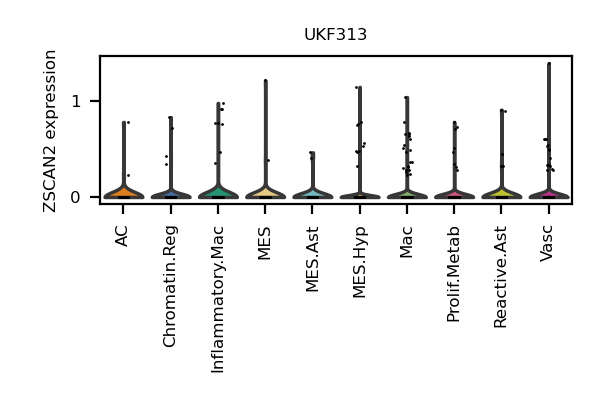 UKF313
ZSCAN2 expression
1
0
AC
Chromatin.Reg
Inflammatory.Mac
MES
MES.Ast
MES.Hyp
Mac
Prolif.Metab
Reactive.Ast
Vasc